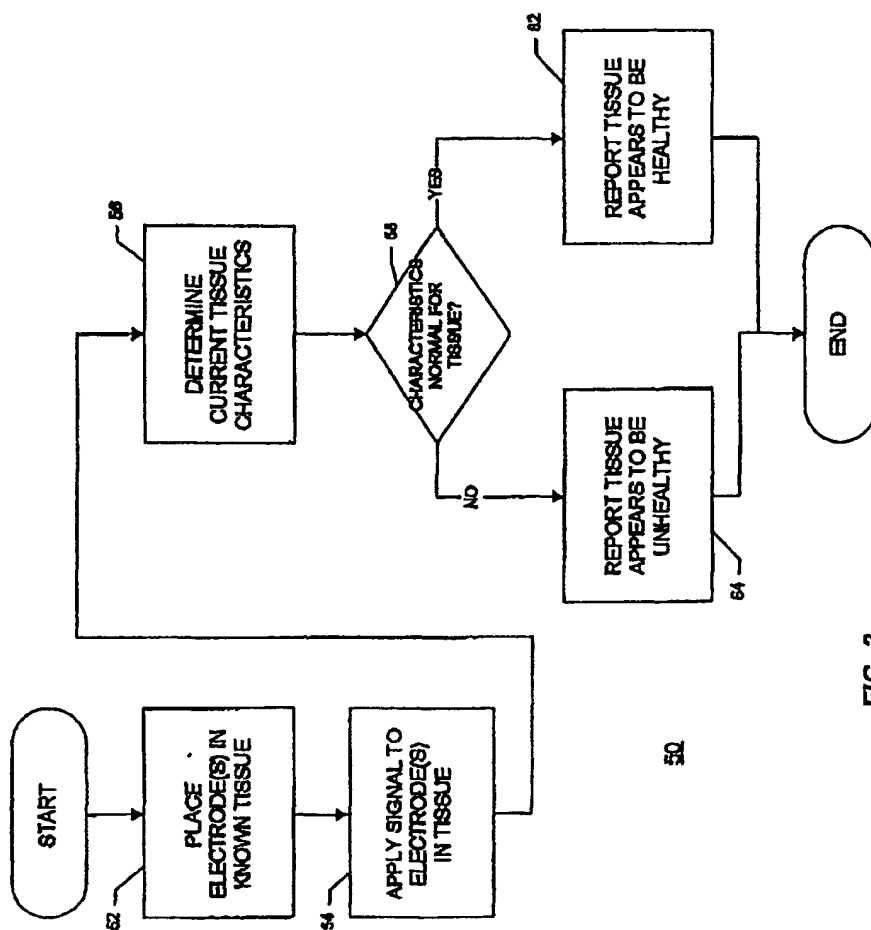 START
52
PLACE
ELECTRODE(S) IN
KNOWN TISSUE
54
APPLY SIGNAL TO
ELECTRODE(S)
IN TISSUE
56
DETERMINE
CURRENT TISSUE
CHARACTERISTICS
58
CHARACTERISTICS
NORMAL FOR
TISSUE?
NO
YES
64
REPORT TISSUE
APPEARS TO BE
UNHEALTHY
62
REPORT TISSUE
APPEARS TO BE
HEALTHY
END
50